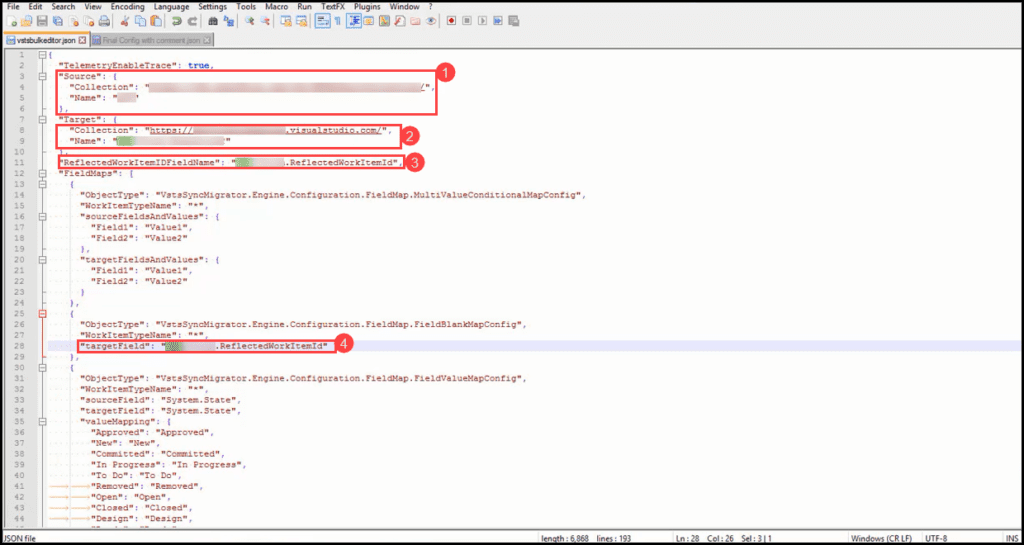 File Edit Search View Encoding Language Settings Tools Macro Run TextFX Plugins Window ?
vstsbulkeditor.json Final Config with comment.json
1 {
2 "TelemetryEnableTrace": true,
3 "Source": {
4 "Collection": "/",
5 "Name": ""
6 },
1
7 "Target": {
8 "Collection": "https://.visualstudio.com/",
9 "Name": ""
10 },
2
11 "ReflectedWorkItemIDFieldName": ".ReflectedWorkItemId",
3
12 "FieldMaps": [
13 {
14 "ObjectType": "VstsSyncMigrator.Engine.Configuration.FieldMap.MultiValueConditionalMapConfig",
15 "WorkItemTypeName": "*",
16 "sourceFieldsAndValues": {
17 "Field1": "Value1",
18 "Field2": "Value2"
19 },
20 "targetFieldsAndValues": {
21 "Field1": "Value1",
22 "Field2": "Value2"
23 }
24 },
25 {
26 "ObjectType": "VstsSyncMigrator.Engine.Configuration.FieldMap.FieldBlankMapConfig",
27 "WorkItemTypeName": "*",
28 "targetField": ".ReflectedWorkItemId"
4
29 },
30 {
31 "ObjectType": "VstsSyncMigrator.Engine.Configuration.FieldMap.FieldValueMapConfig",
32 "WorkItemTypeName": "*",
33 "sourceField": "System.State",
34 "targetField": "System.State",
35 "valueMapping": {
36 "Approved": "Approved",
37 "New": "New",
38 "Committed": "Committed",
39 "In Progress": "In Progress",
40 "To Do": "To Do",
41 "Removed": "Removed",
42 "Open": "Open",
43 "Closed": "Closed",
44 "Design": "Design",
JSON file length : 6,868 lines : 193 Ln : 28 Col : 26 Sel : 3 | 1 Windows (CR LF) UTF-8 INS